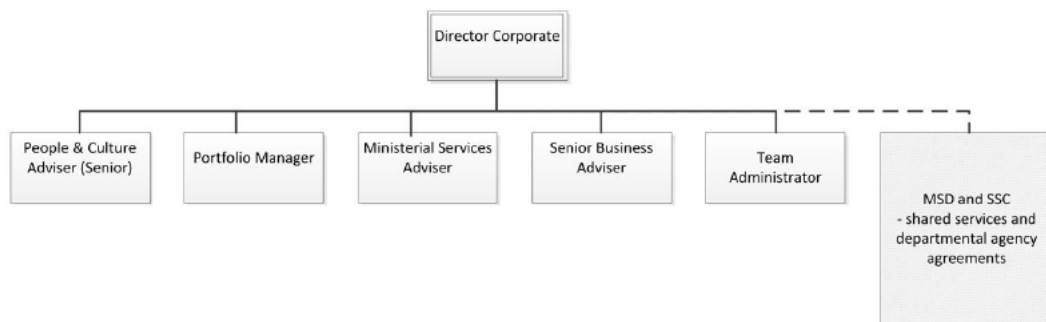 Director Corporate
People & Culture
Adviser (Senior)
Portfolio Manager
Ministerial Services
Adviser
Senior Business
Adviser
Team
Administrator
MSD and SSC
- shared services and
departmental agency
agreements